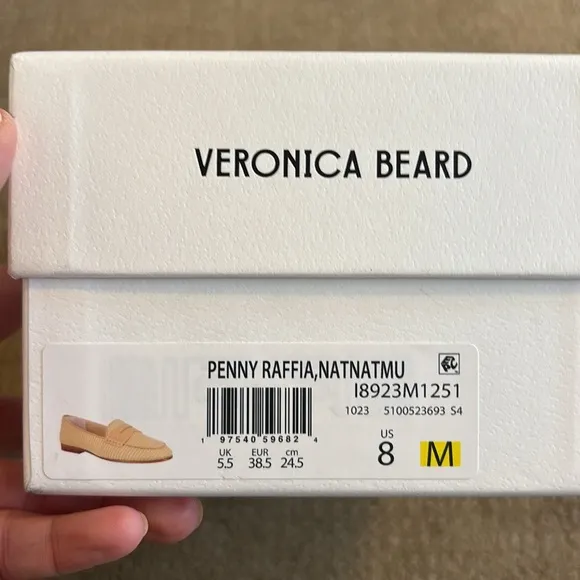 VERONICA BEARD
PENNY RAFFIA,NATNATMU
I8923M1251
1023 5100523693 S4
1 97540 59682 4
UK EUR cm
5.5 38.5 24.5
US
8 M